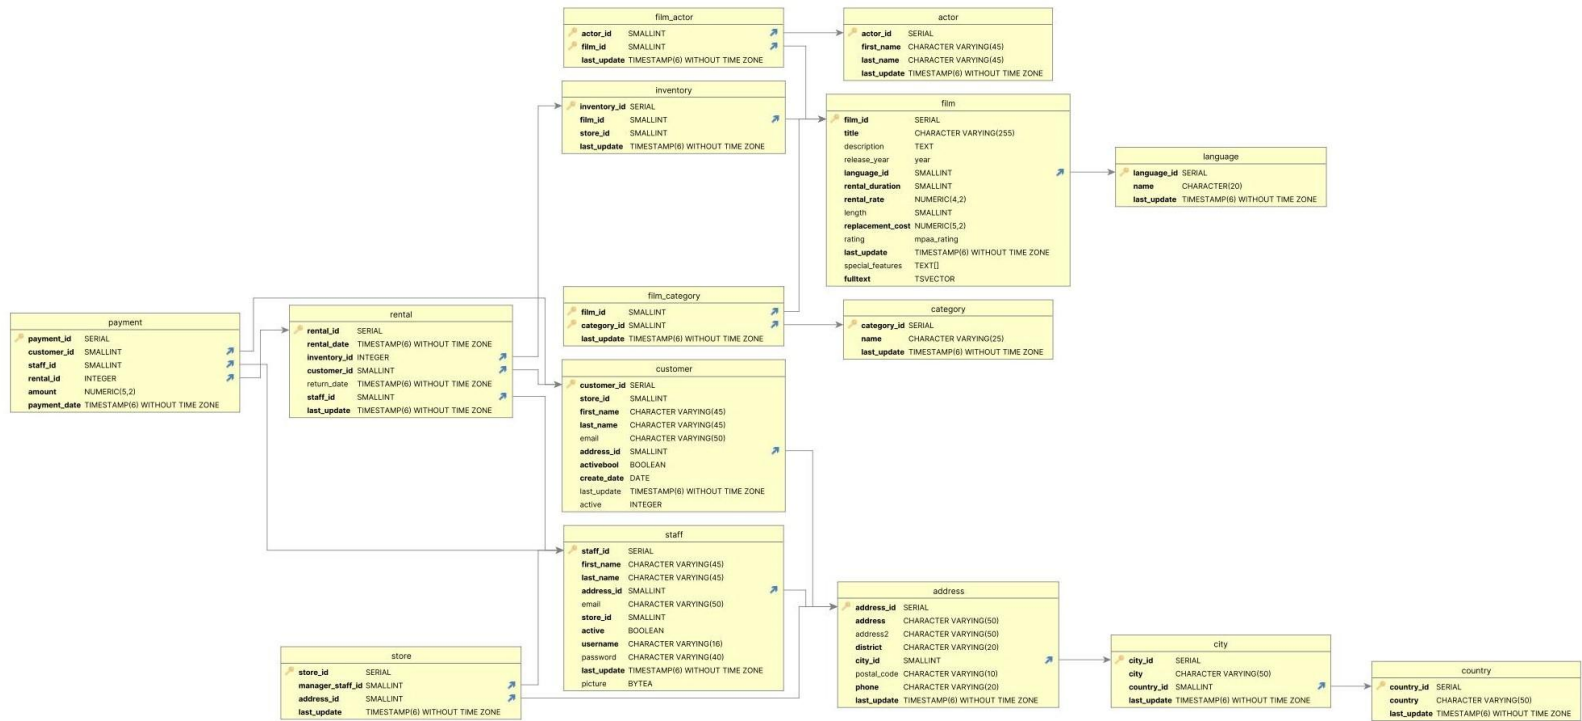 film_actor
actor_id SMALLINT
film_id SMALLINT
last_update TIMESTAMP(6) WITHOUT TIME ZONE
actor
actor_id SERIAL
first_name CHARACTER VARYING(45)
last_name CHARACTER VARYING(45)
last_update TIMESTAMP(6) WITHOUT TIME ZONE
inventory
inventory_id SERIAL
film_id SMALLINT
store_id SMALLINT
last_update TIMESTAMP(6) WITHOUT TIME ZONE
film
film_id SERIAL
title CHARACTER VARYING(255)
description TEXT
release_year year
language_id SMALLINT
rental_duration SMALLINT
rental_rate NUMERIC(4,2)
length SMALLINT
replacement_cost NUMERIC(5,2)
rating mpaa_rating
last_update TIMESTAMP(6) WITHOUT TIME ZONE
special_features TEXT[]
fulltext TSVECTOR
language
language_id SERIAL
name CHARACTER(20)
last_update TIMESTAMP(6) WITHOUT TIME ZONE
film_category
film_id SMALLINT
category_id SMALLINT
last_update TIMESTAMP(6) WITHOUT TIME ZONE
category
category_id SERIAL
name CHARACTER VARYING(25)
last_update TIMESTAMP(6) WITHOUT TIME ZONE
payment
payment_id SERIAL
customer_id SMALLINT
staff_id SMALLINT
rental_id INTEGER
amount NUMERIC(5,2)
payment_date TIMESTAMP(6) WITHOUT TIME ZONE
rental
rental_id SERIAL
rental_date TIMESTAMP(6) WITHOUT TIME ZONE
inventory_id INTEGER
customer_id SMALLINT
return_date TIMESTAMP(6) WITHOUT TIME ZONE
staff_id SMALLINT
last_update TIMESTAMP(6) WITHOUT TIME ZONE
customer
customer_id SERIAL
store_id SMALLINT
first_name CHARACTER VARYING(45)
last_name CHARACTER VARYING(45)
email CHARACTER VARYING(50)
address_id SMALLINT
activebool BOOLEAN
create_date DATE
last_update TIMESTAMP(6) WITHOUT TIME ZONE
active INTEGER
staff
staff_id SERIAL
first_name CHARACTER VARYING(45)
last_name CHARACTER VARYING(45)
address_id SMALLINT
email CHARACTER VARYING(50)
store_id SMALLINT
active BOOLEAN
username CHARACTER VARYING(16)
password CHARACTER VARYING(40)
last_update TIMESTAMP(6) WITHOUT TIME ZONE
picture BYTEA
store
store_id SERIAL
manager_staff_id SMALLINT
address_id SMALLINT
last_update TIMESTAMP(6) WITHOUT TIME ZONE
address
address_id SERIAL
address CHARACTER VARYING(50)
address2 CHARACTER VARYING(50)
district CHARACTER VARYING(20)
city_id SMALLINT
postal_code CHARACTER VARYING(10)
phone CHARACTER VARYING(20)
last_update TIMESTAMP(6) WITHOUT TIME ZONE
city
city_id SERIAL
city CHARACTER VARYING(50)
country_id SMALLINT
last_update TIMESTAMP(6) WITHOUT TIME ZONE
country
country_id SERIAL
country CHARACTER VARYING(50)
last_update TIMESTAMP(6) WITHOUT TIME ZONE